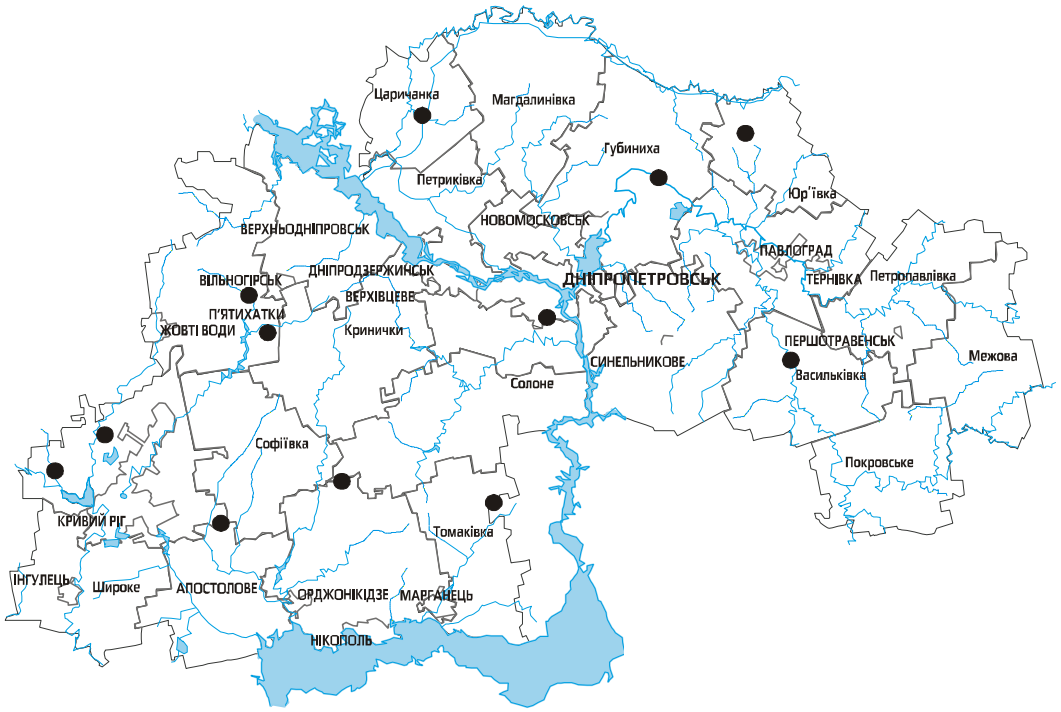 Царичанка
Магдалинівка
Губиниха
Петриківка
Юр'ївка
НОВОМОСКОВСЬК
ВЕРХНЬОДНІПРОВСЬК
ПАВЛОГРАД
ДНІПРОДЗЕРЖИНСЬК
ДНІПРОПЕТРОВСЬК
ТЕРНІВКА
Петропавлівка
ВІЛЬНОГІРСЬК
ВЕРХІВЦЕВЕ
П'ЯТИХАТКИ
ЖОВТІ ВОДИ
Кринички
ПЕРШОТРАВЕНСЬК
Межова
СИНЕЛЬНИКОВЕ
Васильківка
Солоне
Софіївка
Покровське
КРИВИЙ РІГ
Томаківка
ІНГУЛЕЦЬ
Широке
АПОСТОЛОВЕ
ОРДЖОНІКІДЗЕ
МАРГАНЕЦЬ
НІКОПОЛЬ